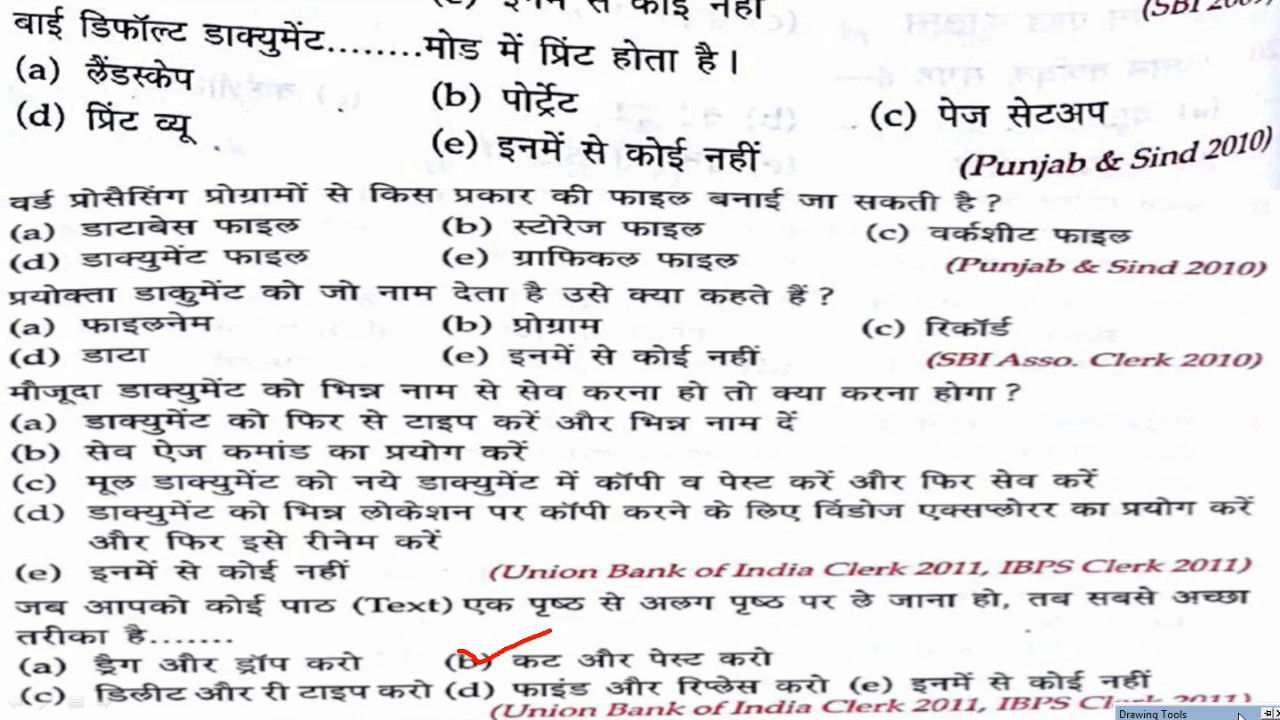 (e) इनमें से कोई नहीं
(SBI
बाई डिफॉल्ट डाक्युमेंट........मोड में प्रिंट होता है।
(a) लैंडस्केप (b) पोर्ट्रेट (c) पेज सेटअप
(d) प्रिंट व्यू (e) इनमें से कोई नहीं (Punjab & Sind 2010)
वर्ड प्रोसैसिंग प्रोग्रामों से किस प्रकार की फाइल बनाई जा सकती है?
(a) डाटाबेस फाइल (b) स्टोरेज फाइल (c) वर्कशीट फाइल
(d) डाक्युमेंट फाइल (e) ग्राफिकल फाइल (Punjab & Sind 2010)
प्रयोक्ता डाकुमेंट को जो नाम देता है उसे क्या कहते हैं?
(a) फाइलनेम (b) प्रोग्राम (c) रिकॉर्ड
(d) डाटा (e) इनमें से कोई नहीं (SBI Asso. Clerk 2010)
मौजूदा डाक्युमेंट को भिन्न नाम से सेव करना हो तो क्या करना होगा?
(a) डाक्युमेंट को फिर से टाइप करें और भिन्न नाम दें
(b) सेव ऐज कमांड का प्रयोग करें
(c) मूल डाक्युमेंट को नये डाक्युमेंट में कॉपी व पेस्ट करें और फिर सेव करें
(d) डाक्युमेंट को भिन्न लोकेशन पर कॉपी करने के लिए विंडोज एक्सप्लोरर का प्रयोग करें
और फिर इसे रीनेम करें
(e) इनमें से कोई नहीं (Union Bank of India Clerk 2011, IBPS Clerk 2011)
जब आपको कोई पाठ (Text) एक पृष्ठ से अलग पृष्ठ पर ले जाना हो, तब सबसे अच्छा
तरीका है.......
(a) ड्रैग और ड्रॉप करो (b) कट और पेस्ट करो
(c) डिलीट और री टाइप करो (d) फाइंड और रिप्लेस करो (e) इनमें से कोई नहीं
(Union Bank of India Clerk 2011, IBPS Clerk 2011)
Drawing Tools